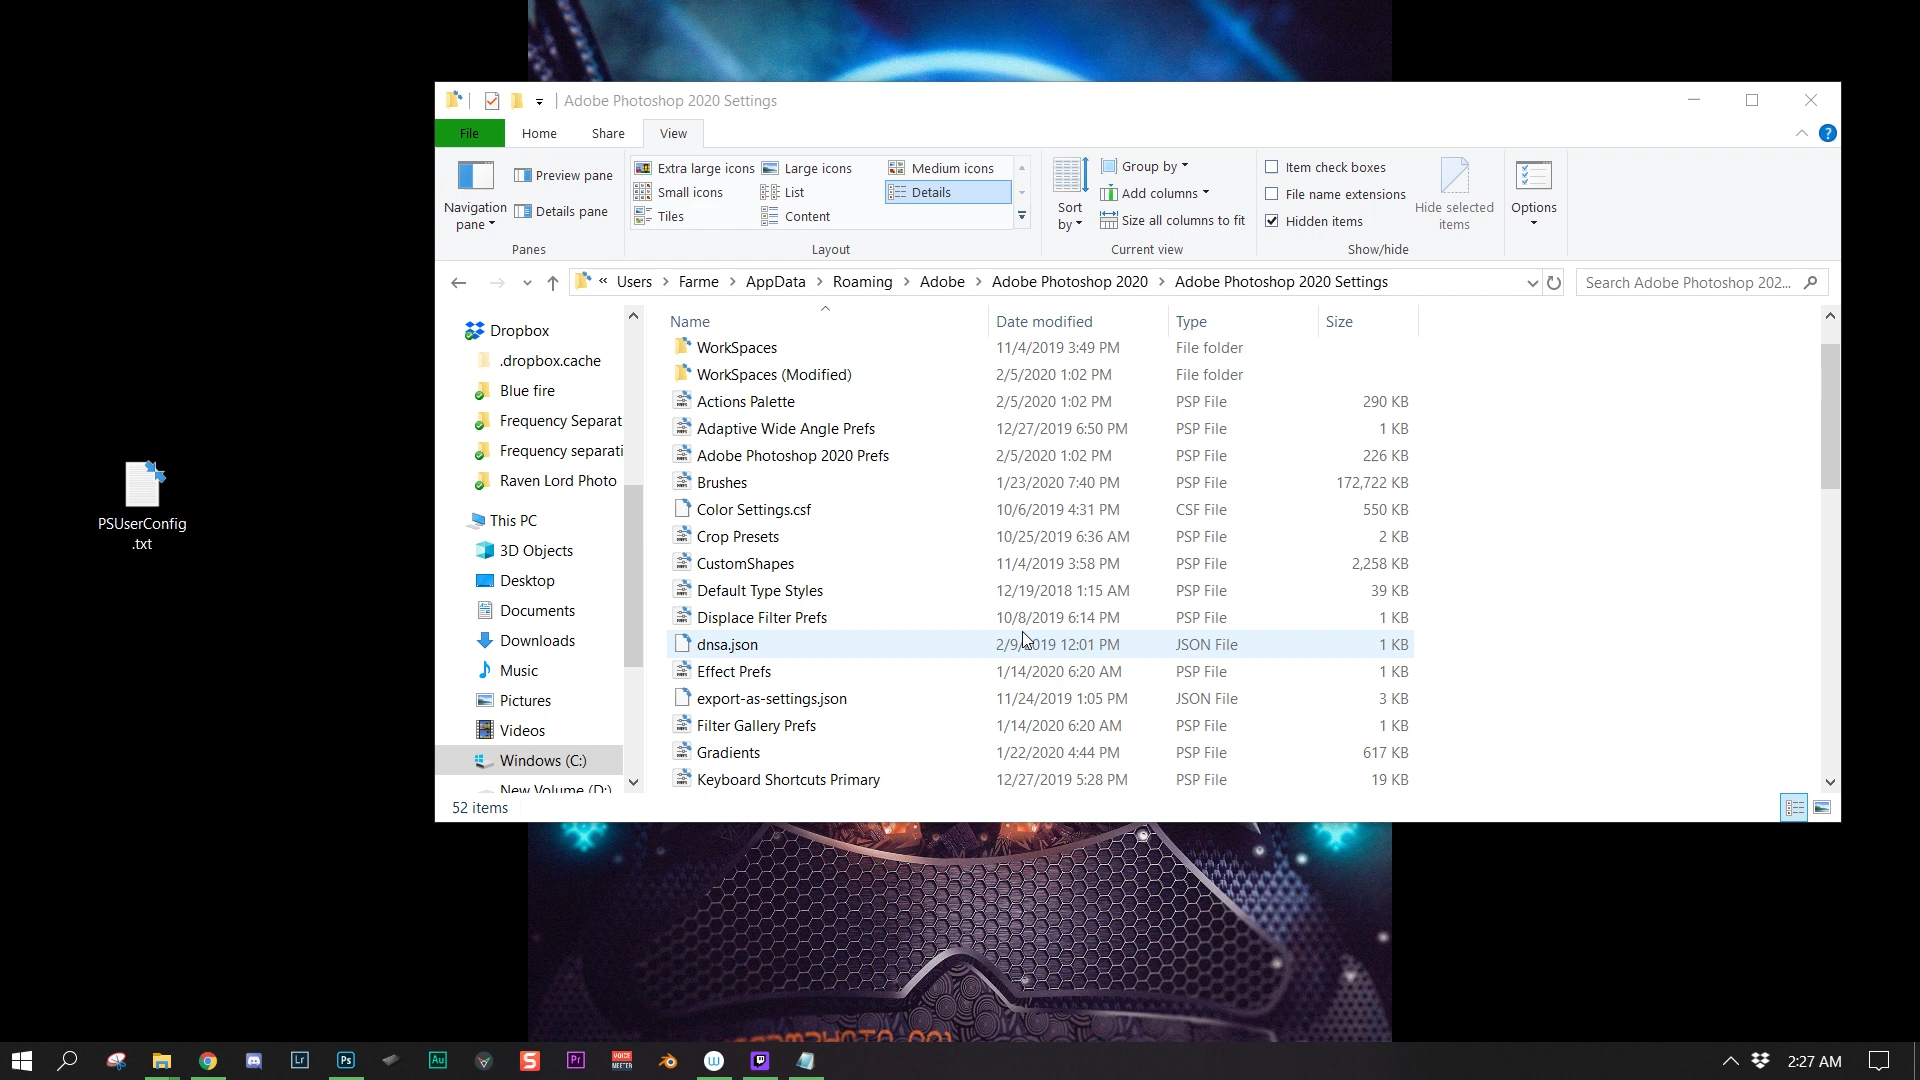 Adobe Photoshop 2020 Settings
File Home Share View
Navigation pane
Preview pane
Details pane
Panes
Extra large icons Large icons Medium icons
Small icons List Details
Tiles Content
Layout
Sort by
Group by
Add columns
Size all columns to fit
Current view
Item check boxes
File name extensions
Hidden items
Hide selected items
Show/hide
Options
« Users > Farme > AppData > Roaming > Adobe > Adobe Photoshop 2020 > Adobe Photoshop 2020 Settings
Search Adobe Photoshop 202...
Dropbox
.dropbox.cache
Blue fire
Frequency Separat
Frequency separati
Raven Lord Photo
This PC
3D Objects
Desktop
Documents
Downloads
Music
Pictures
Videos
Windows (C:)
New Volume (D:)
Name Date modified Type Size
WorkSpaces 11/4/2019 3:49 PM File folder
WorkSpaces (Modified) 2/5/2020 1:02 PM File folder
Actions Palette 2/5/2020 1:02 PM PSP File 290 KB
Adaptive Wide Angle Prefs 12/27/2019 6:50 PM PSP File 1 KB
Adobe Photoshop 2020 Prefs 2/5/2020 1:02 PM PSP File 226 KB
Brushes 1/23/2020 7:40 PM PSP File 172,722 KB
Color Settings.csf 10/6/2019 4:31 PM CSF File 550 KB
Crop Presets 10/25/2019 6:36 AM PSP File 2 KB
CustomShapes 11/4/2019 3:58 PM PSP File 2,258 KB
Default Type Styles 12/19/2018 1:15 AM PSP File 39 KB
Displace Filter Prefs 10/8/2019 6:14 PM PSP File 1 KB
dnsa.json 2/9/2019 12:01 PM JSON File 1 KB
Effect Prefs 1/14/2020 6:20 AM PSP File 1 KB
export-as-settings.json 11/24/2019 1:05 PM JSON File 3 KB
Filter Gallery Prefs 1/14/2020 6:20 AM PSP File 1 KB
Gradients 1/22/2020 4:44 PM PSP File 617 KB
Keyboard Shortcuts Primary 12/27/2019 5:28 PM PSP File 19 KB
52 items
PSUserConfig
.txt
Lr Ps Au S Pr VOICE MEETER W
2:27 AM